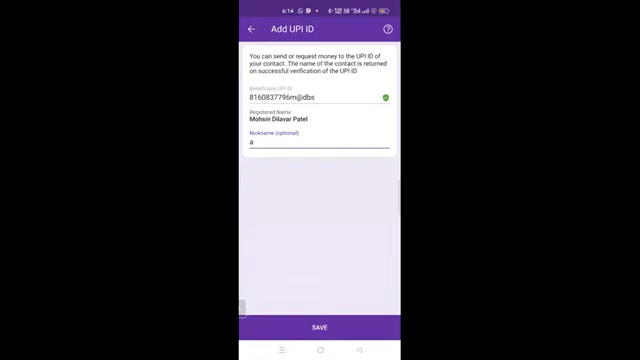 6:14
Add UPI ID
You can send or request money to the UPI ID of
your contact. The name of the contact is returned
on successful verification of the UPI ID
Beneficiary UPI ID
8160837796m@dbs
Registered Name
Mohsin Dilavar Patel
Nickname (optional)
a
SAVE